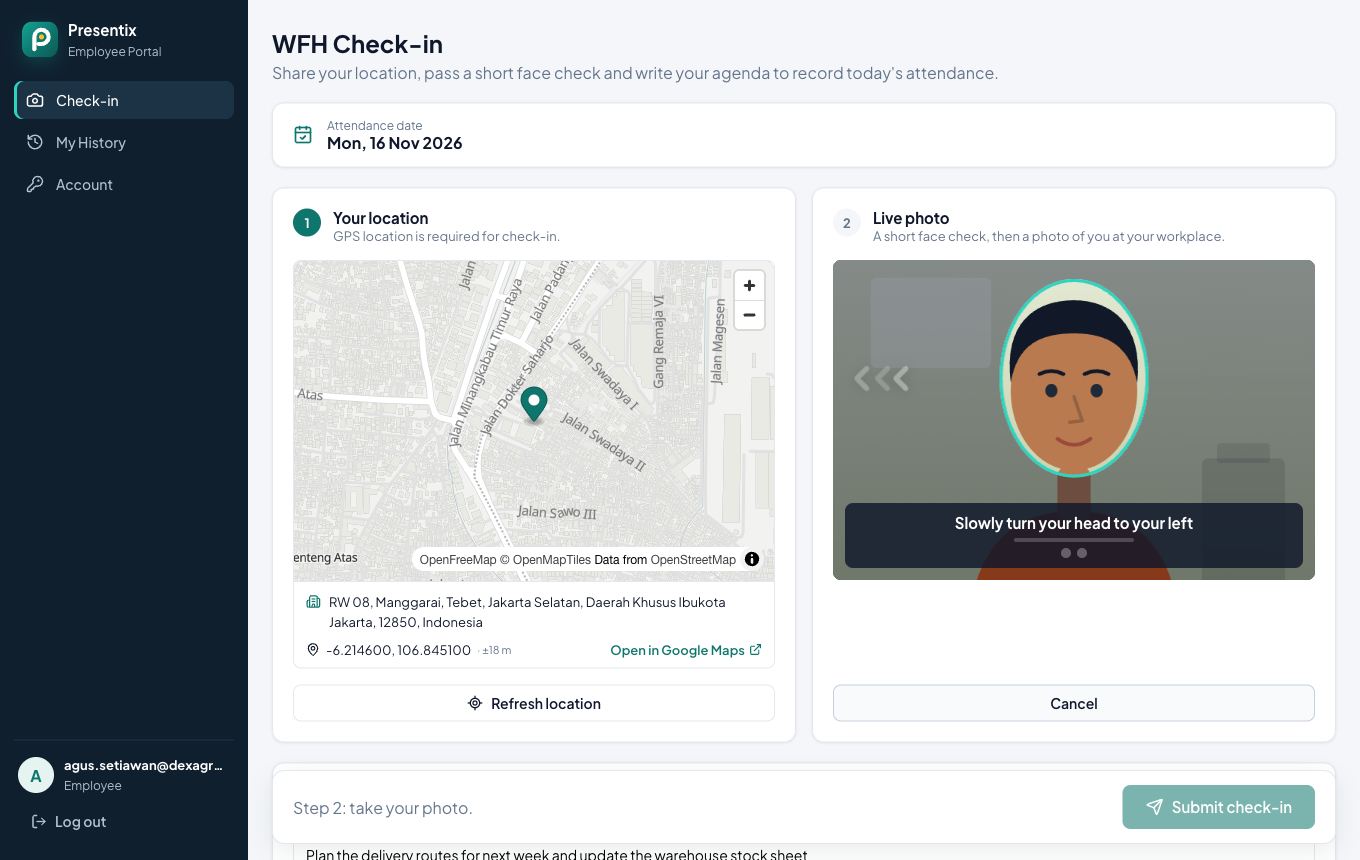 Presentix
Employee Portal
Check-in
My History
Account
agus.setiawan@dexagr...
Employee
Log out
WFH Check-in
Share your location, pass a short face check and write your agenda to record today's attendance.
Attendance date
Mon, 16 Nov 2026
1
Your location
GPS location is required for check-in.
Jalan
Jalan Minangkabau Timur Raya
Jalan Padan
Jalan Dokter Saharjo
Jalan Swadaya I
Gang Remaja VI
Jalan Magesen
Atas
Jalan Swadaya II
Jalan Sawo III
enteng Atas
OpenFreeMap © OpenMapTiles Data from OpenStreetMap
RW 08, Manggarai, Tebet, Jakarta Selatan, Daerah Khusus Ibukota
Jakarta, 12850, Indonesia
-6.214600, 106.845100 · ±18 m
Open in Google Maps
Refresh location
2
Live photo
A short face check, then a photo of you at your workplace.
Slowly turn your head to your left
Cancel
Step 2: take your photo.
Submit check-in
Plan the delivery routes for next week and update the warehouse stock sheet